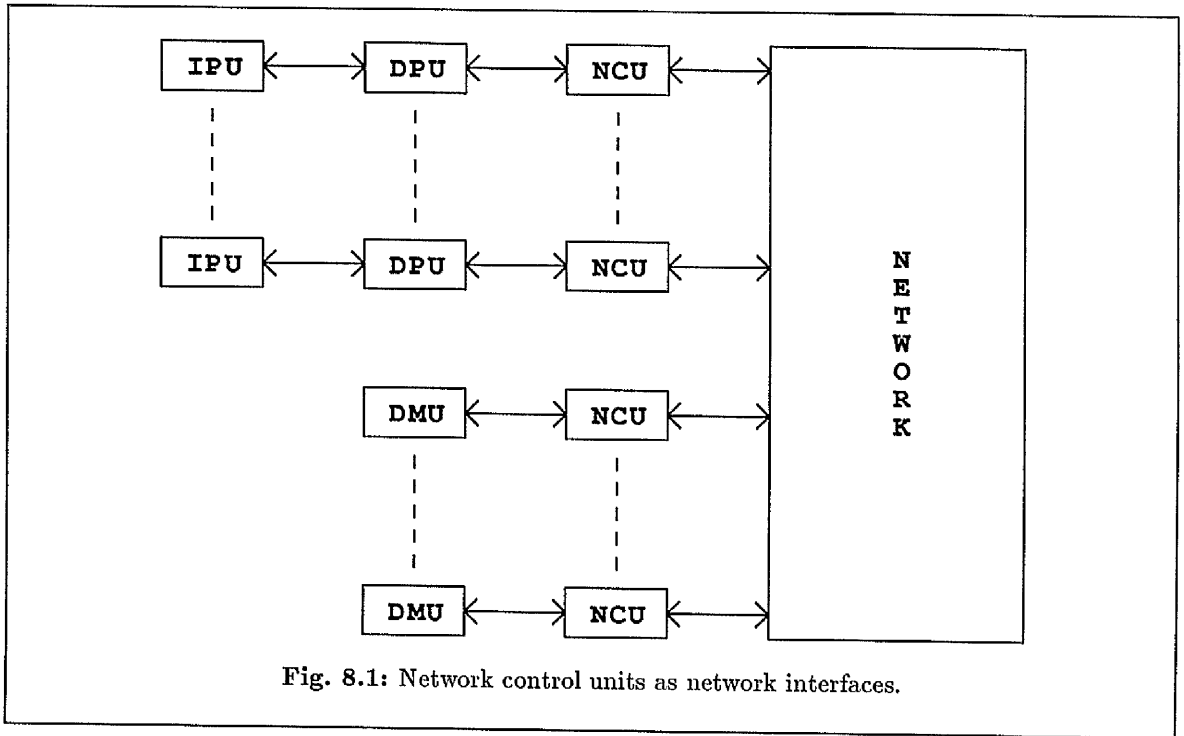 IPU DPU NCU
IPU DPU NCU
NETWORK
DMU NCU
DMU NCU
Fig. 8.1: Network control units as network interfaces.